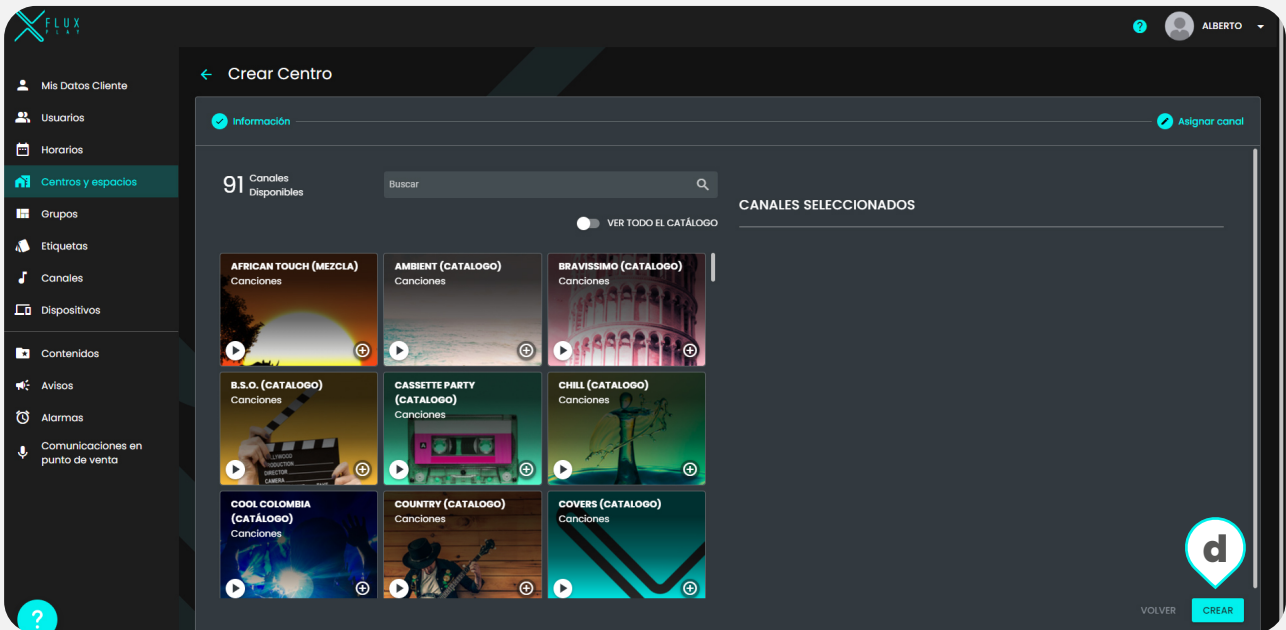 FLUX
PLAY
?
ALBERTO
Mis Datos Cliente
Usuarios
Horarios
Centros y espacios
Grupos
Etiquetas
Canales
Dispositivos
Contenidos
Avisos
Alarmas
Comunicaciones en
punto de venta
?
Crear Centro
Información
Asignar canal
91 Canales
Disponibles
Buscar
VER TODO EL CATÁLOGO
CANALES SELECCIONADOS
AFRICAN TOUCH (MEZCLA)
Canciones
AMBIENT (CATALOGO)
Canciones
BRAVISSIMO (CATALOGO)
Canciones
B.S.O. (CATALOGO)
Canciones
DIRECTOR
CAMERA
CASSETTE PARTY
(CATALOGO)
Canciones
A
CHILL (CATALOGO)
Canciones
COOL COLOMBIA
(CATÁLOGO)
Canciones
COUNTRY (CATALOGO)
Canciones
COVERS (CATALOGO)
Canciones
d
VOLVER
CREAR